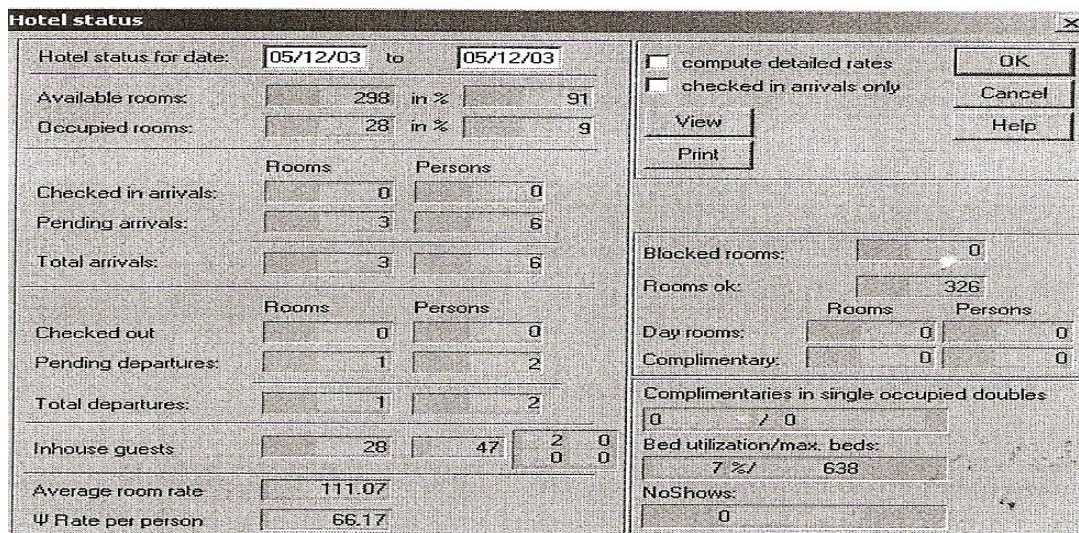 Hotel status
Hotel status for date: 05/12/03 to 05/12/03
Available rooms: 298 in % 91
Occupied rooms: 28 in % 9
Rooms Persons
Checked in arrivals: 0 0
Pending arrivals: 3 6
Total arrivals: 3 6
Rooms Persons
Checked out 0 0
Pending departures: 1 2
Total departures: 1 2
Inhouse guests 28 47 2 0
0 0
Average room rate 111.07
Ψ Rate per person 66.17
compute detailed rates
checked in arrivals only
OK
Cancel
Help
View
Print
Blocked rooms: 0
Rooms ok: 326
Rooms Persons
Day rooms: 0 0
Complimentary: 0 0
Complimentaries in single occupied doubles
0 / 0
Bed utilization/max. beds:
7 %/ 638
NoShows:
0